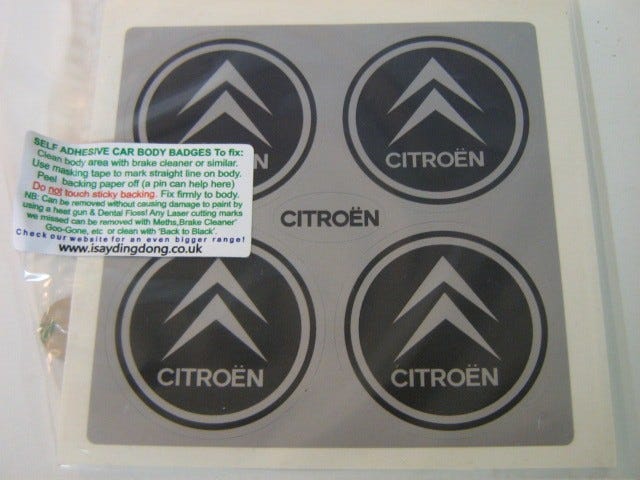 SELF ADHESIVE CAR BODY BADGES To fix:
Clean body area with brake cleaner or similar.
Use masking tape to mark straight line on body.
Peel backing paper off (a pin can help here)
Do not touch sticky backing. Fix firmly to body.
NB: Can be removed without causing damage to paint by
using a heat gun & Dental Floss! Any Laser cutting marks
we missed can be removed with Meths,Brake Cleaner'
Goo-Gone, etc or clean with 'Back to Black'.
Check our website for an even bigger range!
www.isaydingdong.co.uk
CITROËN
CITROËN
CITROËN
CITROËN